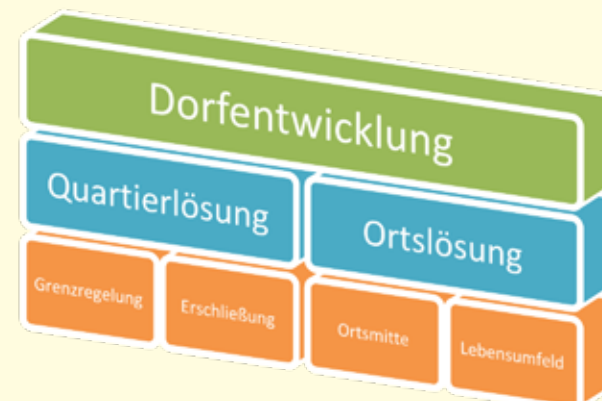 Dorfentwicklung
Quartierlösung
Ortslösung
Grenzregelung
Erschließung
Ortsmitte
Lebensumfeld